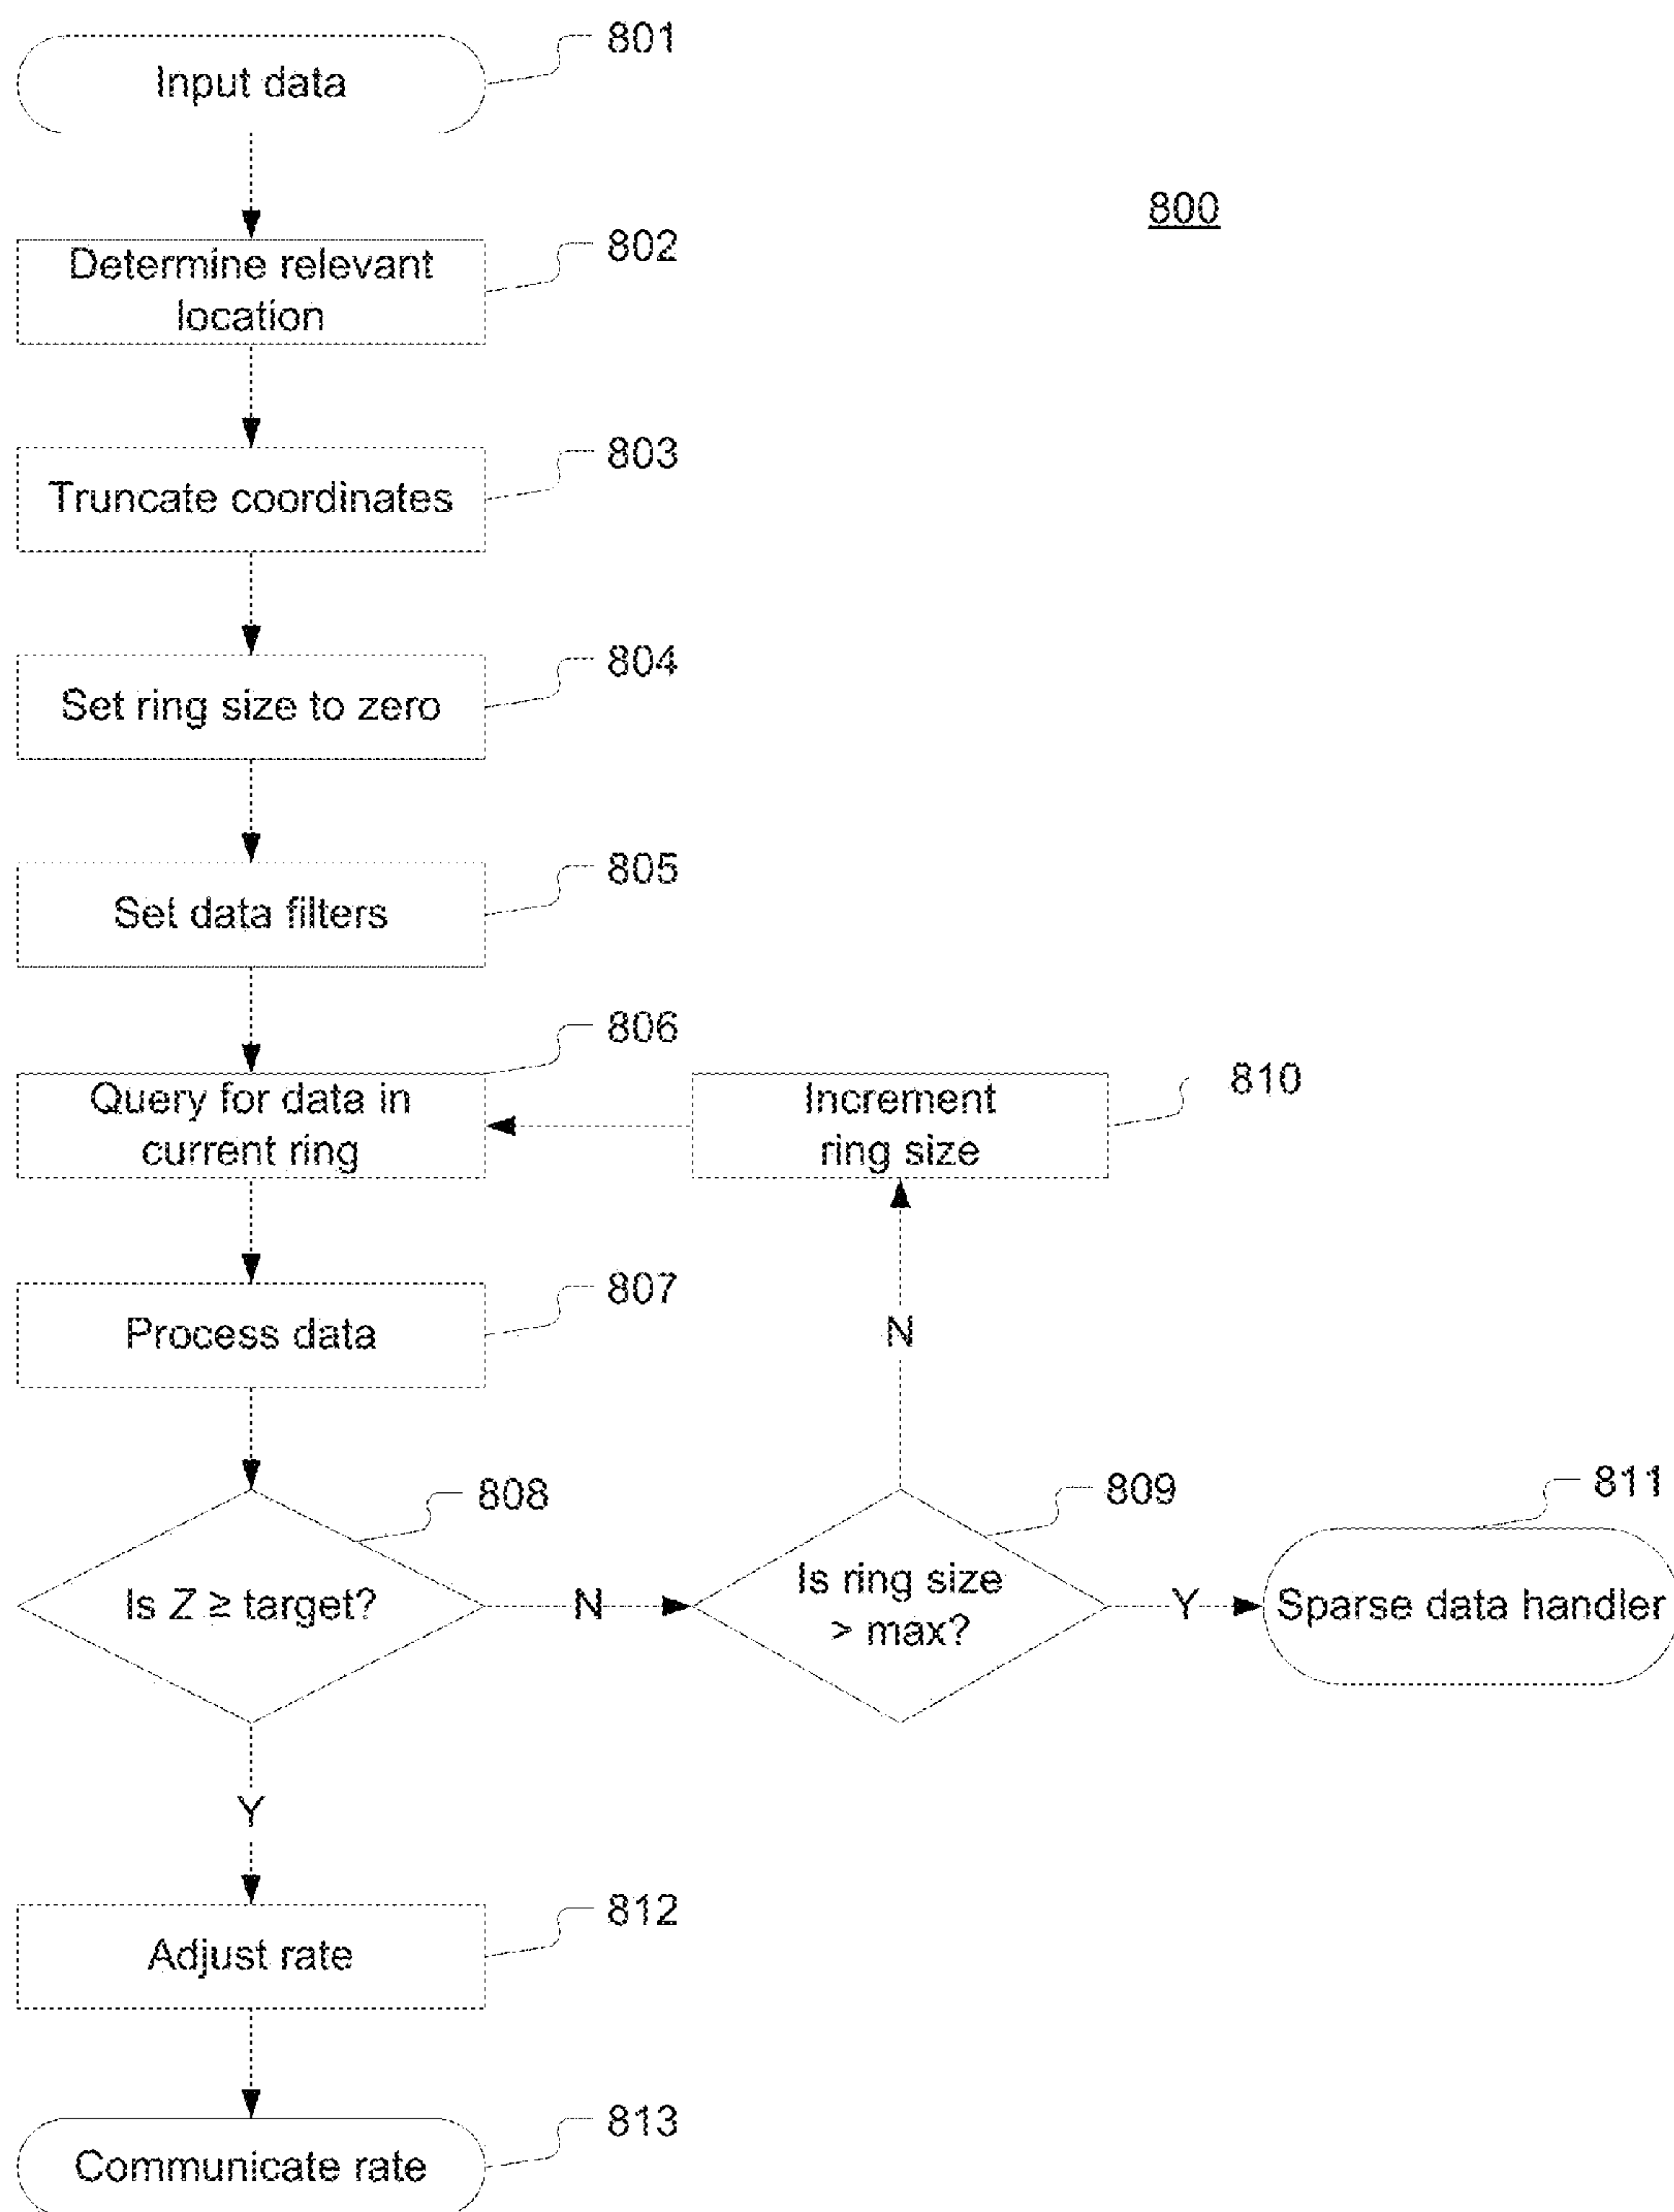 801
Input data
800
802
Determine relevant
location
803
Truncate coordinates
804
Set ring size to zero
805
Set data filters
806
Query for data in
current ring
810
Increment
ring size
807
Process data
N
808
Is Z ≥ target?
N
809
Is ring size
> max?
Y
811
Sparse data handler
Y
812
Adjust rate
813
Communicate rate